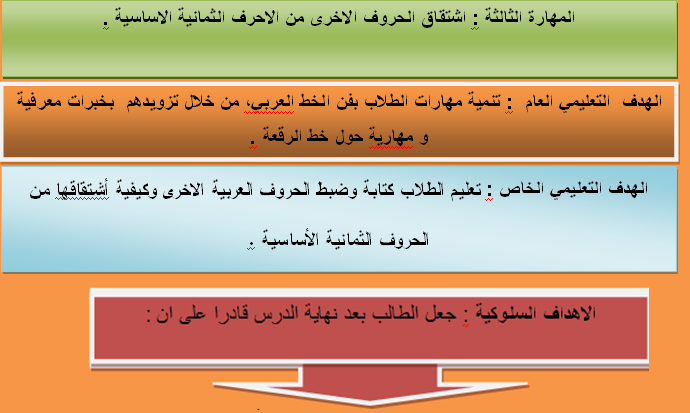 المهارة الثالثة : اشتقاق الحروف الاخرى من الاحرف الثمانية الاساسية .
الهدف التعليمي العام : تنمية مهارات الطلاب بفن الخط العربي، من خلال تزويدهم بخبرات معرفية
و مهارية حول خط الرقعة .
الهدف التعليمي الخاص : تعليم الطلاب كتابة وضبط الحروف العربية الاخرى وكيفية أشتقاقها من
الحروف الثمانية الأساسية .
الاهداف السلوكية : جعل الطالب بعد نهاية الدرس قادرا على ان :